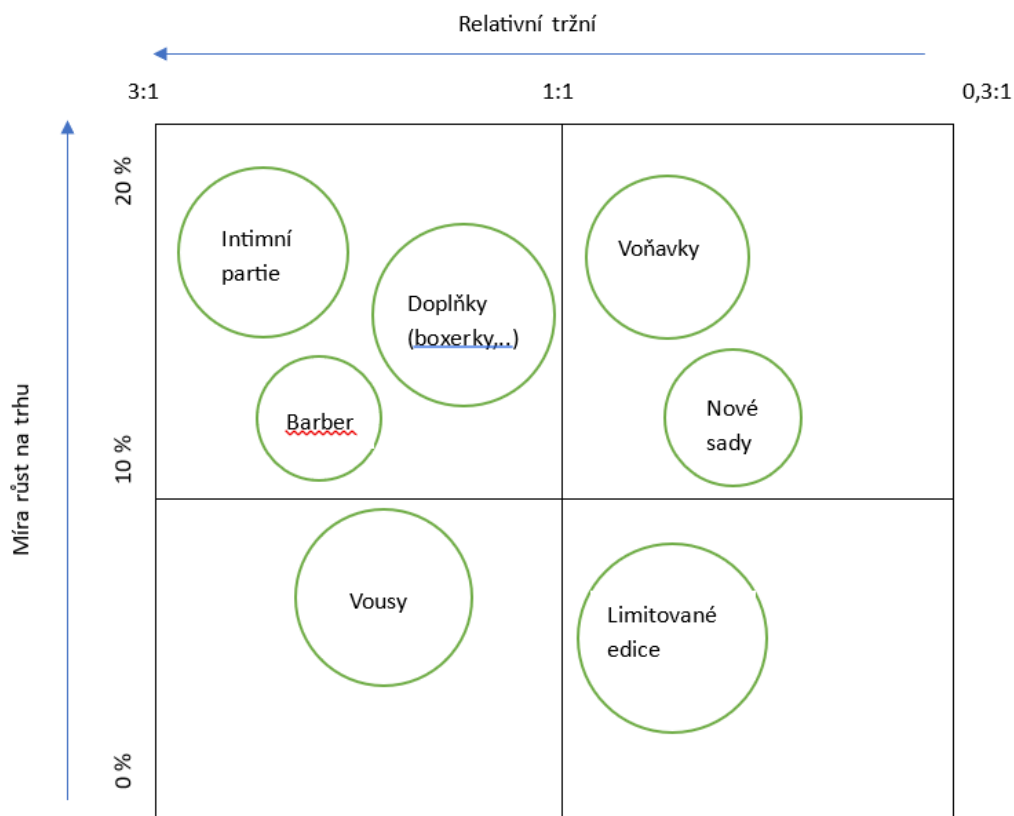 Relativní tržní
3:1
1:1
0,3:1
20 %
10 %
0 %
Míra růst na trhu
Intimní
partie
Doplňky
(boxerky,..)
Barber
Voňavky
Nové
sady
Vousy
Limitované
edice